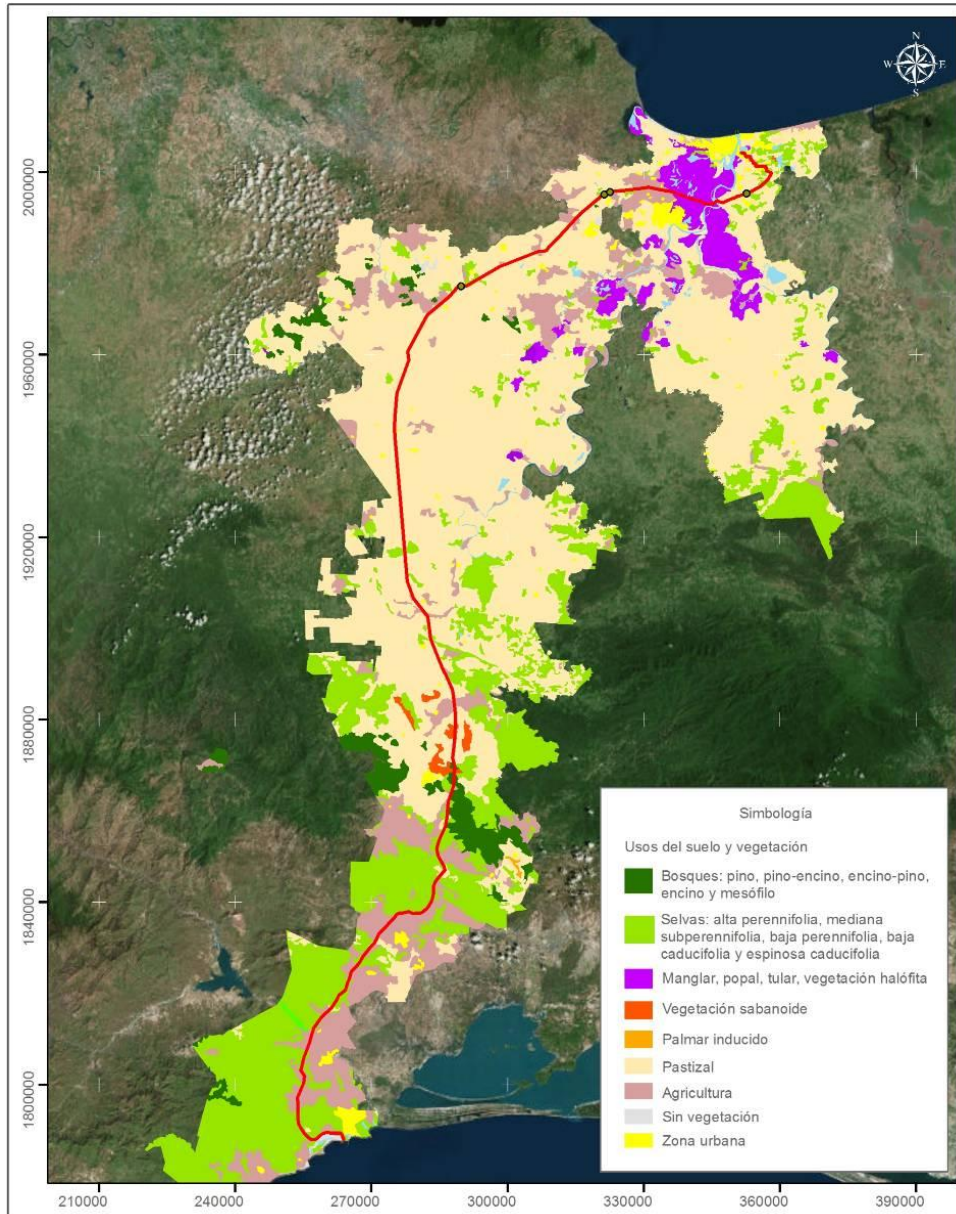 N
W E
S
2000000
1960000
1920000
1880000
1840000
1800000
Simbología
Usos del suelo y vegetación
Bosques: pino, pino-encino, encino-pino,
encino y mesófilo
Selvas: alta perennifolia, mediana
subperennifolia, baja perennifolia, baja
caducifolia y espinosa caducifolia
Manglar, popal, tular, vegetación halófita
Vegetación sabanoide
Palmar inducido
Pastizal
Agricultura
Sin vegetación
Zona urbana
210000 240000 270000 300000 330000 360000 390000